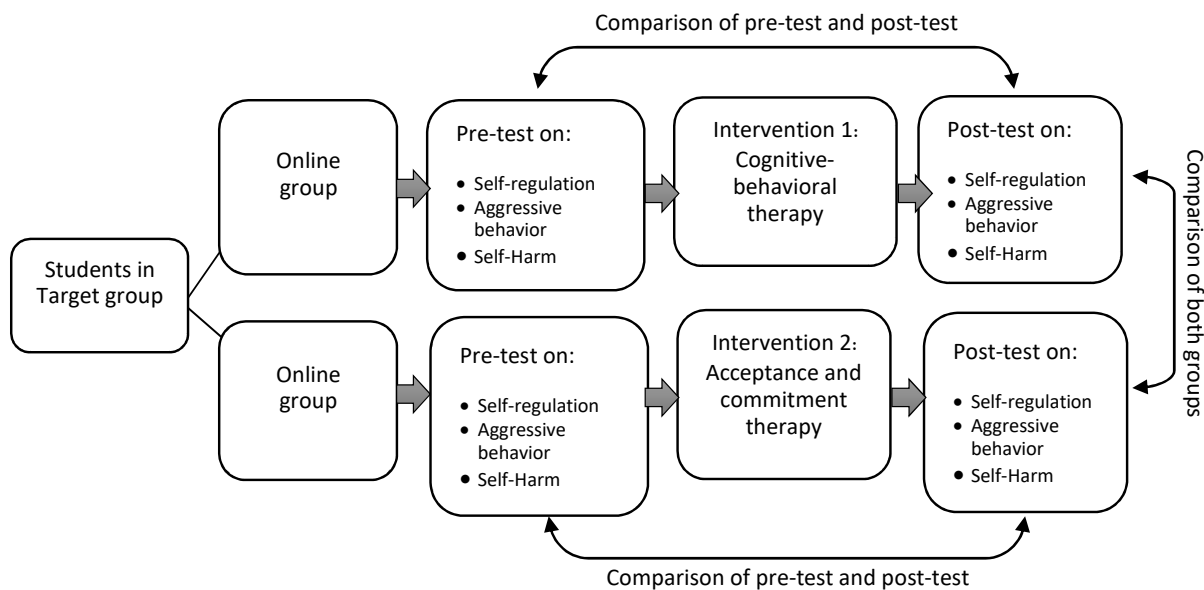 Comparison of pre-test and post-test
Online
group
Pre-test on:
• Self-regulation
• Aggressive
behavior
• Self-Harm
Intervention 1:
Cognitive-
behavioral
therapy
Post-test on:
• Self-regulation
• Aggressive
behavior
• Self-Harm
Comparison of both groups
Students in
Target group
Online
group
Pre-test on:
• Self-regulation
• Aggressive
behavior
• Self-Harm
Intervention 2:
Acceptance and
commitment
therapy
Post-test on:
• Self-regulation
• Aggressive
behavior
• Self-Harm
Comparison of pre-test and post-test